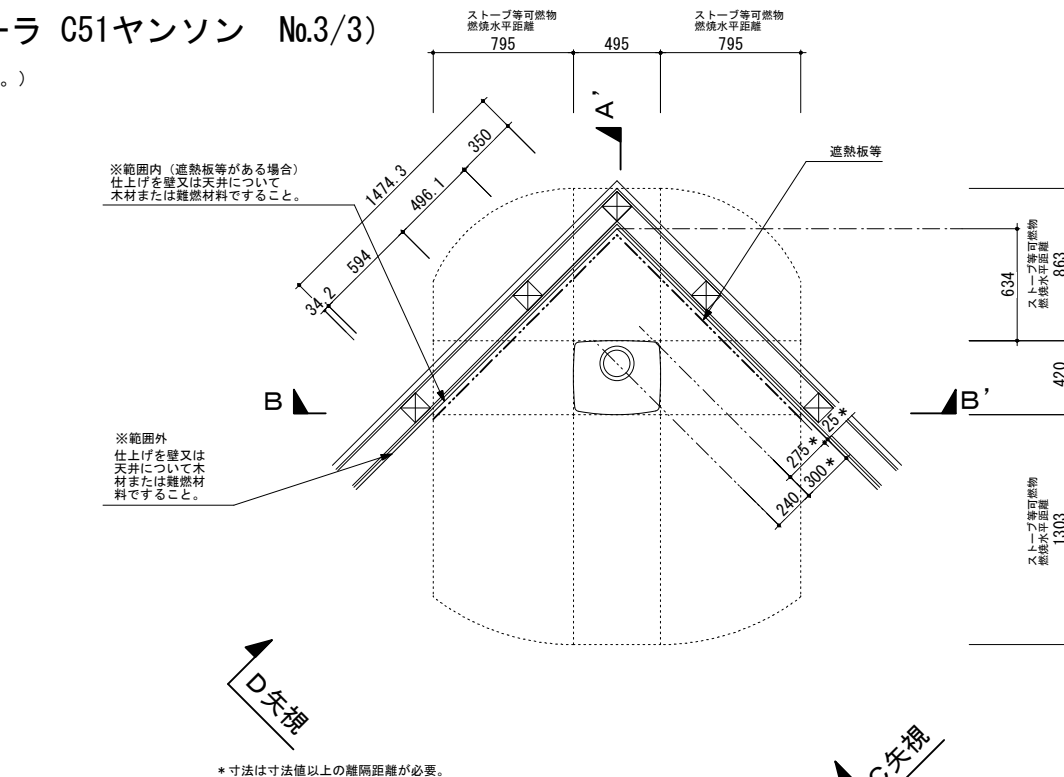 ーラ C51ヤンソン №3/3)
。)
ストーブ等可燃物
燃焼水平距離
795
495
ストーブ等可燃物
燃焼水平距離
795
A'
350
1474.3
496.1
594
34.2
遮熱板等
※範囲内（遮熱板等がある場合）
仕上げを壁又は天井について
木材または難燃材料ですること。
634
ストーブ等可燃物
燃焼水平距離
863
420
B
B'
※範囲外
仕上げを壁又は
天井について木
材または難燃材
料ですること。
25*
275*
300*
240
ストーブ等可燃物
燃焼水平距離
1303
D矢視
C矢視
*寸法は寸法値以上の離隔距離が必要。